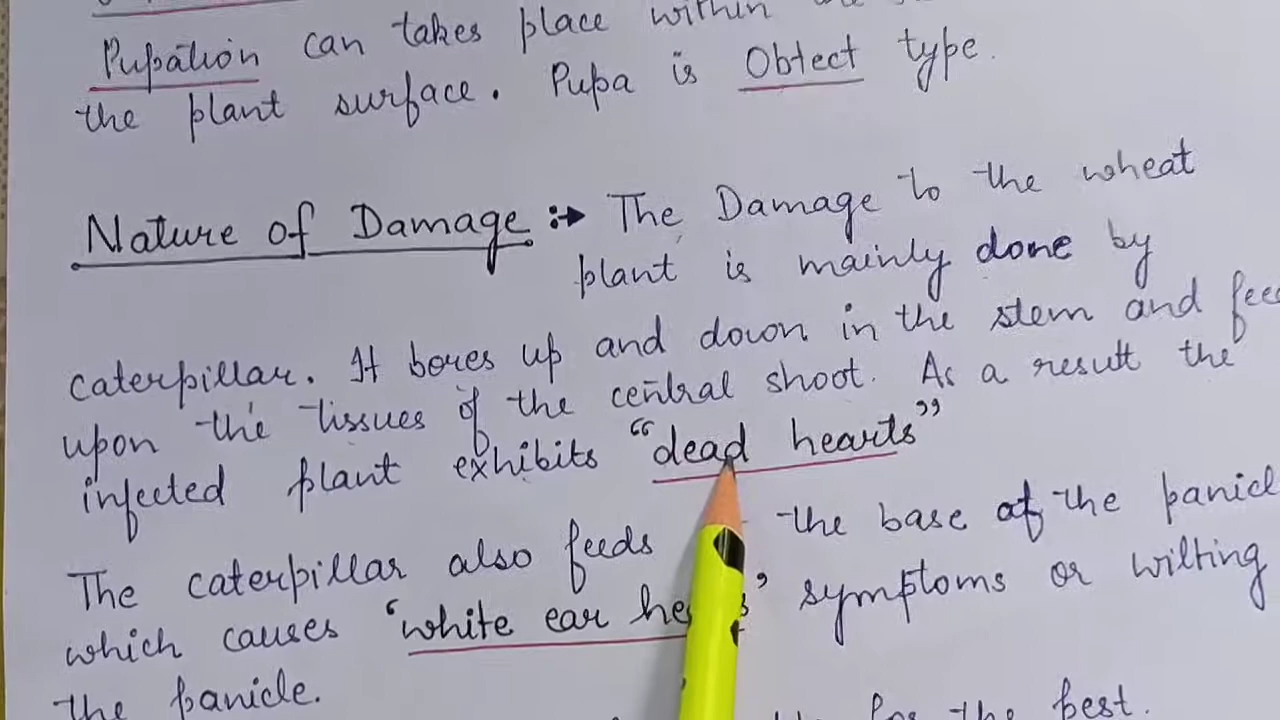 Pupation can takes place within the
the plant surface. Pupa is Obtect type.
Nature of Damage :→ The Damage to the wheat
plant is mainly done by
caterpillar. It bores up and down in the stem and feed
upon the tissues of the central shoot. As a result the
infected plant exhibits "dead hearts"
The caterpillar also feeds the base of the panicl
which causes 'white ear he s' symptoms or wilting
the panicle.
for the pest.